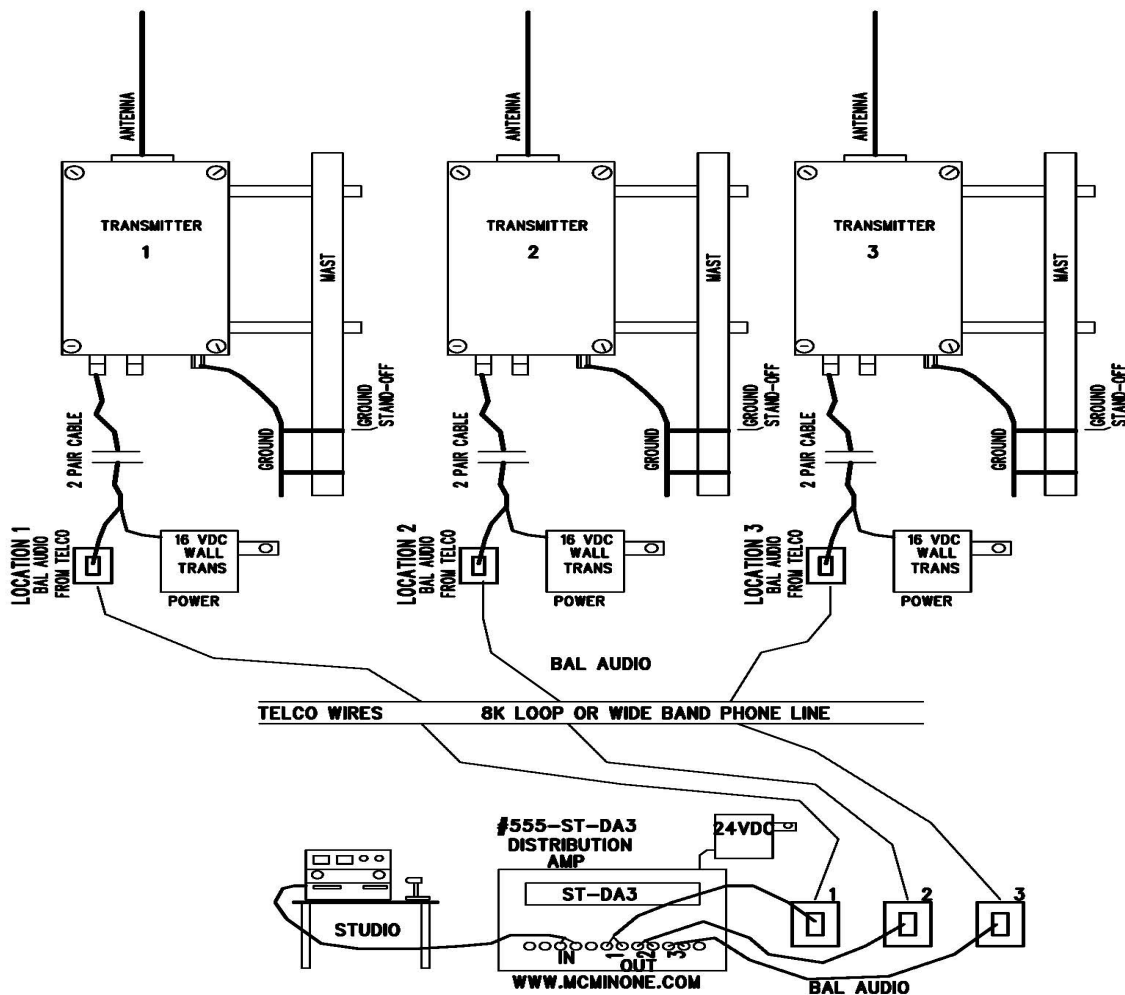 ANTENNA
ANTENNA
ANTENNA
TRANSMITTER
1
MAST
TRANSMITTER
2
MAST
TRANSMITTER
3
MAST
2 PAIR CABLE
GROUND
GROUND
STAND-OFF
2 PAIR CABLE
GROUND
GROUND
STAND-OFF
2 PAIR CABLE
GROUND
GROUND
STAND-OFF
LOCATION 1
BAL AUDIO
FROM TELCO
16 VDC
WALL
TRANS
POWER
LOCATION 2
BAL AUDIO
FROM TELCO
16 VDC
WALL
TRANS
POWER
LOCATION 3
BAL AUDIO
FROM TELCO
16 VDC
WALL
TRANS
POWER
BAL AUDIO
TELCO WIRES
8K LOOP OR WIDE BAND PHONE LINE
#555-ST-DA3
DISTRIBUTION
AMP
24VDC
ST-DA3
STUDIO
1
2
3
IN
1
2
3
OUT
WWW.MCMINONE.COM
BAL AUDIO